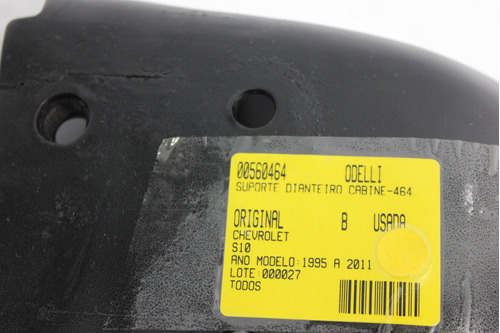 00560464 ODELLI
SUPORTE DIANTEIRO CABINE-464
ORIGINAL B USADA
CHEVROLET
S10
ANO MODELO:1995 A 2011
LOTE:000027
TODOS